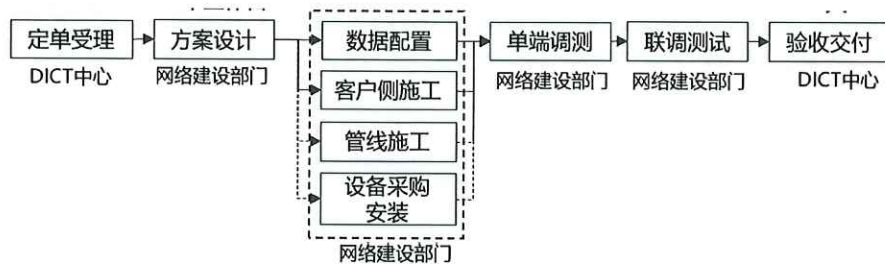 定单受理
DICT中心
方案设计
网络建设部门
数据配置
客户侧施工
管线施工
设备采购
安装
网络建设部门
单端调测
网络建设部门
联调测试
网络建设部门
验收交付
DICT中心